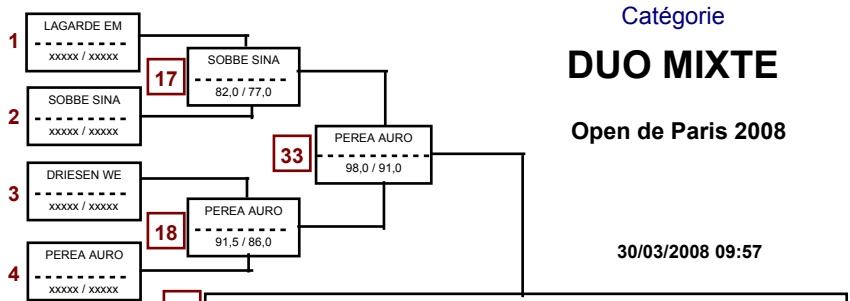 Catégorie
DUO MIXTE
Open de Paris 2008
30/03/2008 09:57
1
LAGARDE EM
xxxxx / xxxxx
17
SOBBE SINA
82,0 / 77,0
2
SOBBE SINA
xxxxx / xxxxx
33
PEREA AURO
98,0 / 91,0
3
DRIESEN WE
xxxxx / xxxxx
18
PEREA AURO
91,5 / 86,0
4
PEREA AURO
xxxxx / xxxxx